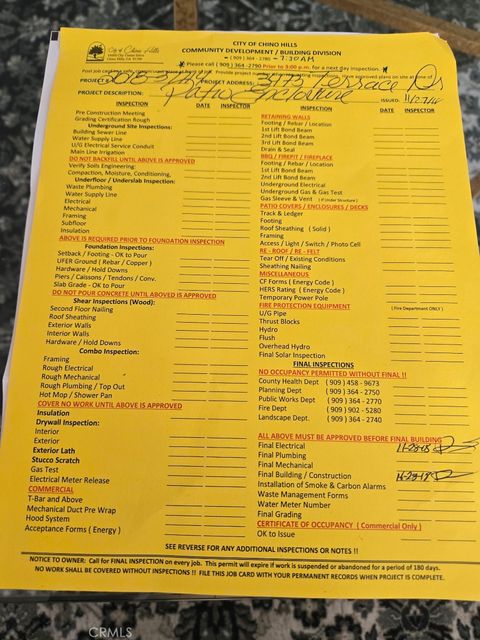 City of Chino Hills
14000 City Center Drive
Chino Hills, CA 91709
CITY OF CHINO HILLS
COMMUNITY DEVELOPMENT / BUILDING DIVISION
( 909 ) 364 - 2780 - 7:30 AM
Please call ( 909 ) 364 -2790 Prior to 3:00 p.m. for a next day inspection.
PROJECT ADDRESS: Terrace Dr
PROJECT DESCRIPTION: Patio Enclosure ISSUED:
INSPECTION DATE INSPECTOR
Pre Construction Meeting
Grading Certification Rough
Underground Site Inspections:
Building Sewer Line
Water Supply Line
U/G Electrical Service Conduit
Main Line Irrigation
DO NOT BACKFILL UNTIL ABOVE IS APPROVED
Verify Soils Engineering:
Compaction, Moisture, Conditioning,
Underfloor / Underslab Inspection:
Waste Plumbing
Water Supply Line
Electrical
Mechanical
Framing
Subfloor
Insulation
ABOVE IS REQUIRED PRIOR TO FOUNDATION INSPECTION
Foundation Inspections:
Setback / Footing - OK to Pour
UFER Ground ( Rebar / Copper )
Hardware / Hold Downs
Piers / Caissons / Tendons / Conv.
Slab Grade - OK to Pour
DO NOT POUR CONCRETE UNTIL ABOVED IS APPROVED
Shear Inspections (Wood):
Second Floor Nailing
Roof Sheathing
Exterior Walls
Interior Walls
Hardware / Hold Downs
Combo Inspection:
Framing
Rough Electrical
Rough Mechanical
Rough Plumbing / Top Out
Hot Mop / Shower Pan
COVER NO WORK UNTIL ABOVE IS APPROVED
Insulation
Drywall Inspection:
Interior
Exterior
Exterior Lath
Stucco Scratch
Gas Test
Electrical Meter Release
COMMERCIAL
T-Bar and Above
Mechanical Duct Pre Wrap
Hood System
Acceptance Forms ( Energy )
INSPECTION DATE INSPECTOR
RETAINING WALLS
Footing / Rebar / Location
1st Lift Bond Beam
2nd Lift Bond Beam
3rd Lift Bond Beam
Drain & Seal
BBQ / FIREPIT / FIREPLACE
Footing / Rebar / Location
1st Lift Bond Beam
2nd Lift Bond Beam
Underground Electrical
Underground Gas & Gas Test
Gas Sleeve & Vent ( If Under Structure )
PATIO COVERS / ENCLOSURES / DECKS
Track & Ledger
Footing
Roof Sheathing ( Solid )
Framing
Access / Light / Switch / Photo Cell
RE - ROOF / RE - FELT
Tear Off / Existing Conditions
Sheathing Nailing
MISCELLANEOUS
CF Forms ( Energy Code )
HERS Rating ( Energy Code )
Temporary Power Pole
FIRE PROTECTION EQUIPMENT ( Fire Department ONLY )
U/G Pipe
Thrust Blocks
Hydro
Flush
Overhead Hydro
Final Solar Inspection
FINAL INSPECTIONS
NO OCCUPANCY PERMITTED WITHOUT FINAL !!
County Health Dept ( 909 ) 458 - 9673
Planning Dept ( 909 ) 364 - 2750
Public Works Dept ( 909 ) 364 - 2770
Fire Dept ( 909 ) 902 - 5280
Landscape Dept. ( 909 ) 364 - 2740
ALL ABOVE MUST BE APPROVED BEFORE FINAL BUILDING
Final Electrical 11-28-18
Final Plumbing
Final Mechanical
Final Building / Construction 11-28-18
Installation of Smoke & Carbon Alarms
Waste Management Forms
Water Meter Number
Final Grading
CERTIFICATE OF OCCUPANCY ( Commercial Only )
OK to Issue
SEE REVERSE FOR ANY ADDITIONAL INSPECTIONS OR NOTES !!
NOTICE TO OWNER: Call for FINAL INSPECTION on every job. This permit will expire if work is suspended or abandoned for a period of 180 days.
NO WORK SHALL BE COVERED WITHOUT INSPECTIONS !! FILE THIS JOB CARD WITH YOUR PERMANENT RECORDS WHEN PROJECT IS COMPLETE.
CRMLS